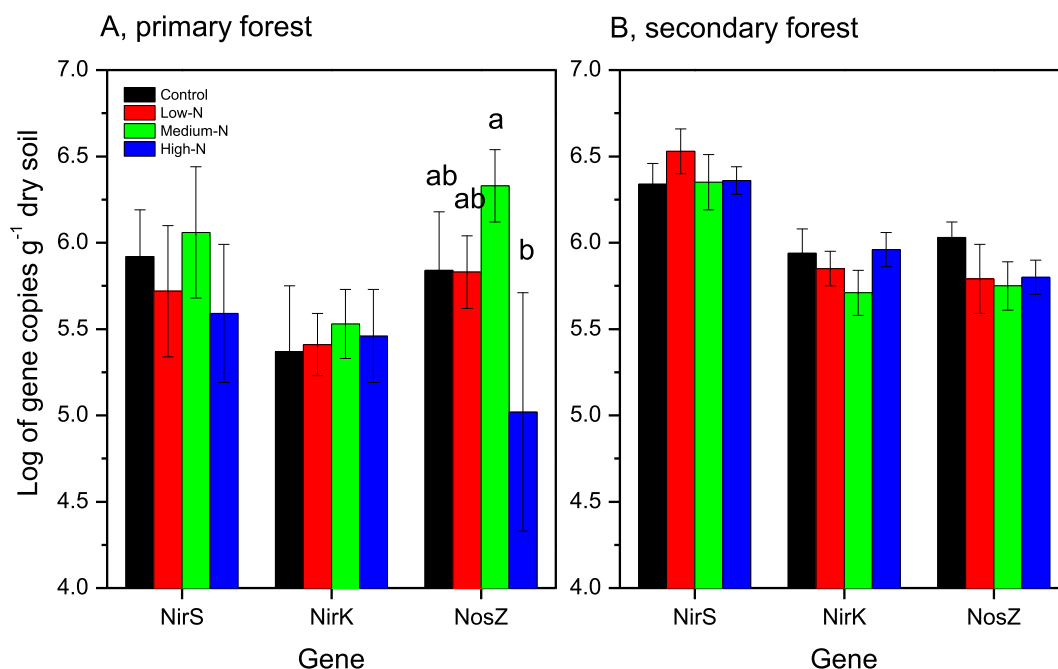 A, primary forest
B, secondary forest
Log of gene copies g⁻¹ dry soil
7.0
6.5
6.0
5.5
5.0
4.5
4.0
Control
Low-N
Medium-N
High-N
ab
ab
a
b
NirS
NirK
NosZ
Gene
7.0
6.5
6.0
5.5
5.0
4.5
4.0
NirS
NirK
NosZ
Gene